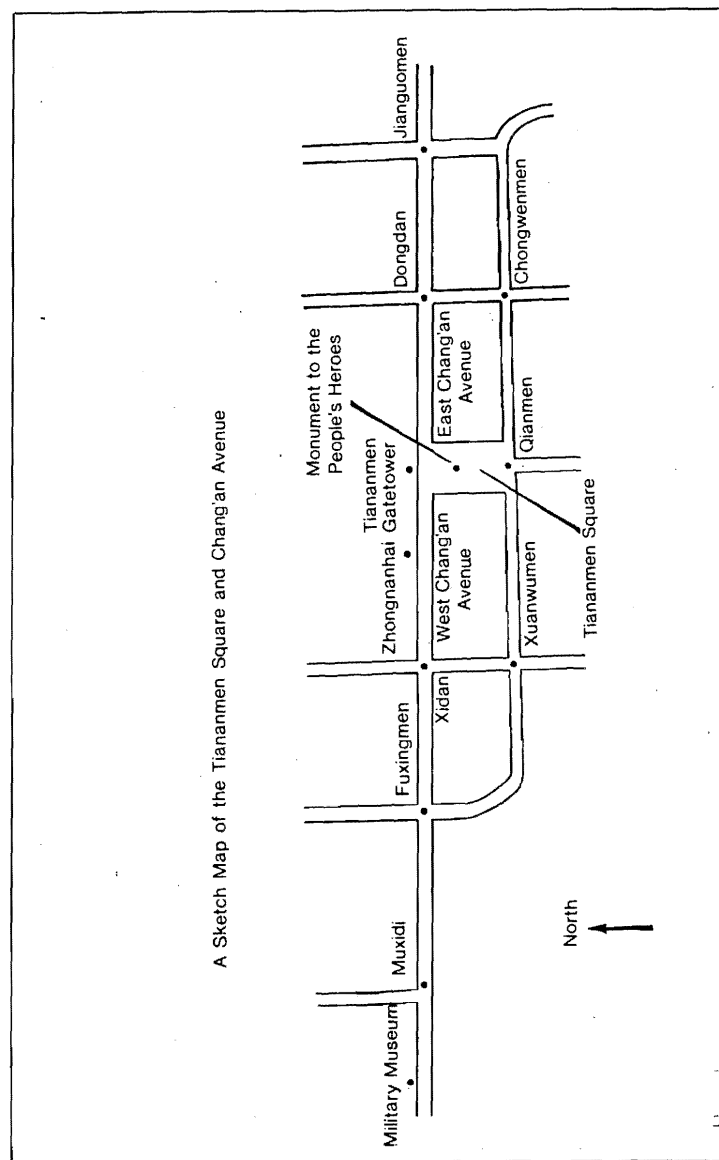 A Sketch Map of the Tiananmen Square and Chang'an Avenue
Monument to the
People's Heroes
Military Museum
Muxidi
Fuxingmen
Zhongnanhai
Tiananmen
Gatetower
Dongdan
Jianguomen
Xidan
West Chang'an
Avenue
East Chang'an
Avenue
Xuanwumen
Qianmen
Chongwenmen
Tiananmen Square
North